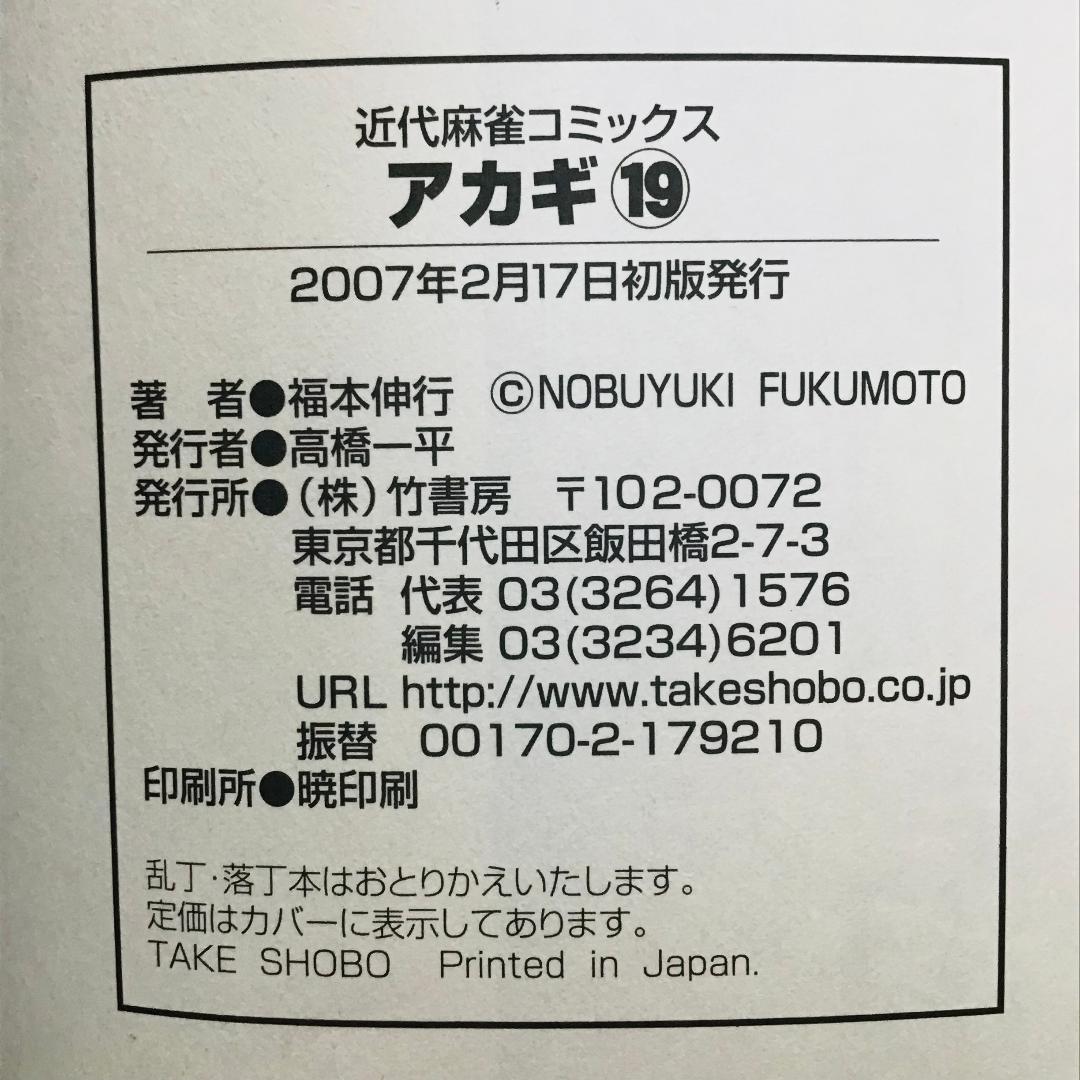 近代麻雀コミックス
アカギ⑲
2007年2月17日初版発行
著　者●福本伸行　©NOBUYUKI FUKUMOTO
発行者●高橋一平
発行所●(株)竹書房　〒102-0072
東京都千代田区飯田橋2-7-3
電話 代表 03(3264)1576
編集 03(3234)6201
URL http://www.takeshobo.co.jp
振替　00170-2-179210
印刷所●暁印刷
乱丁・落丁本はおとりかえいたします。
定価はカバーに表示してあります。
TAKE SHOBO　Printed in Japan.